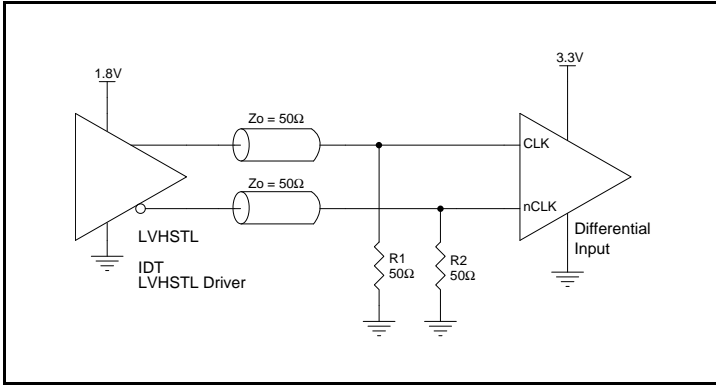 1.8V
3.3V
Zo = 50Ω
CLK
Zo = 50Ω
nCLK
LVHSTL
IDT
LVHSTL Driver
R1
50Ω
R2
50Ω
Differential
Input